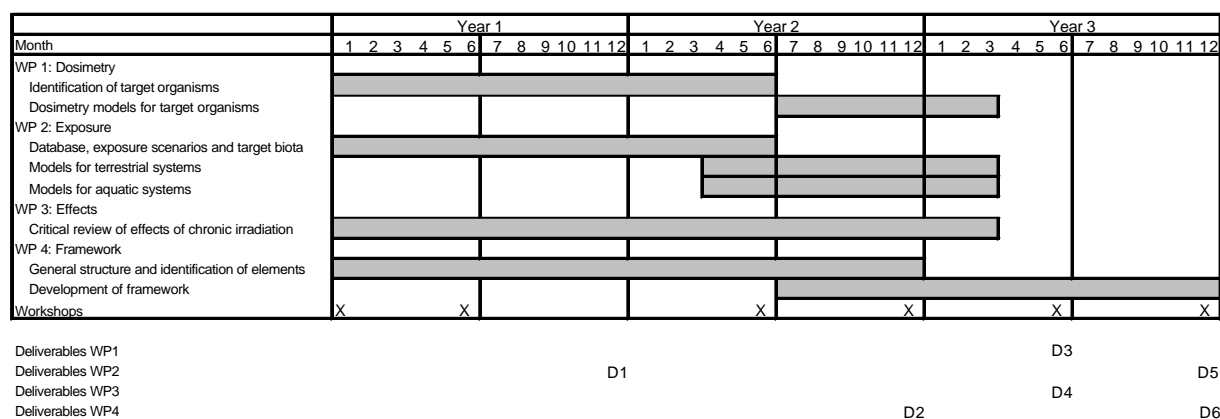 Year 1 Year 2 Year 3
Month 1 2 3 4 5 6 7 8 9 10 11 12 1 2 3 4 5 6 7 8 9 10 11 12 1 2 3 4 5 6 7 8 9 10 11 12
WP 1: Dosimetry
Identification of target organisms
Dosimetry models for target organisms
WP 2: Exposure
Database, exposure scenarios and target biota
Models for terrestrial systems
Models for aquatic systems
WP 3: Effects
Critical review of effects of chronic irradiation
WP 4: Framework
General structure and identification of elements
Development of framework
Workshops X X X X X X
Deliverables WP1 D3
Deliverables WP2 D1 D5
Deliverables WP3 D4
Deliverables WP4 D2 D6